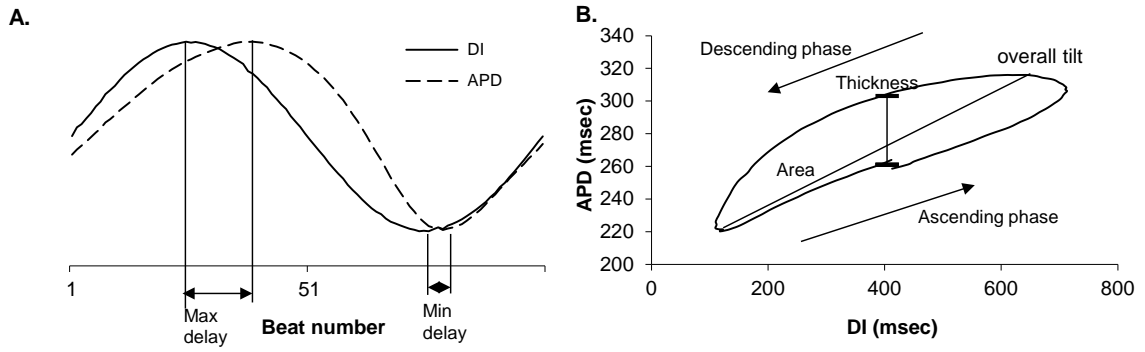 A.
DI
APD
1
51
Max
delay
Beat number
Min
delay
B.
340
320
300
280
260
240
220
200
APD (msec)
Descending phase
overall tilt
Thickness
Area
Ascending phase
0
200
400
600
800
DI (msec)